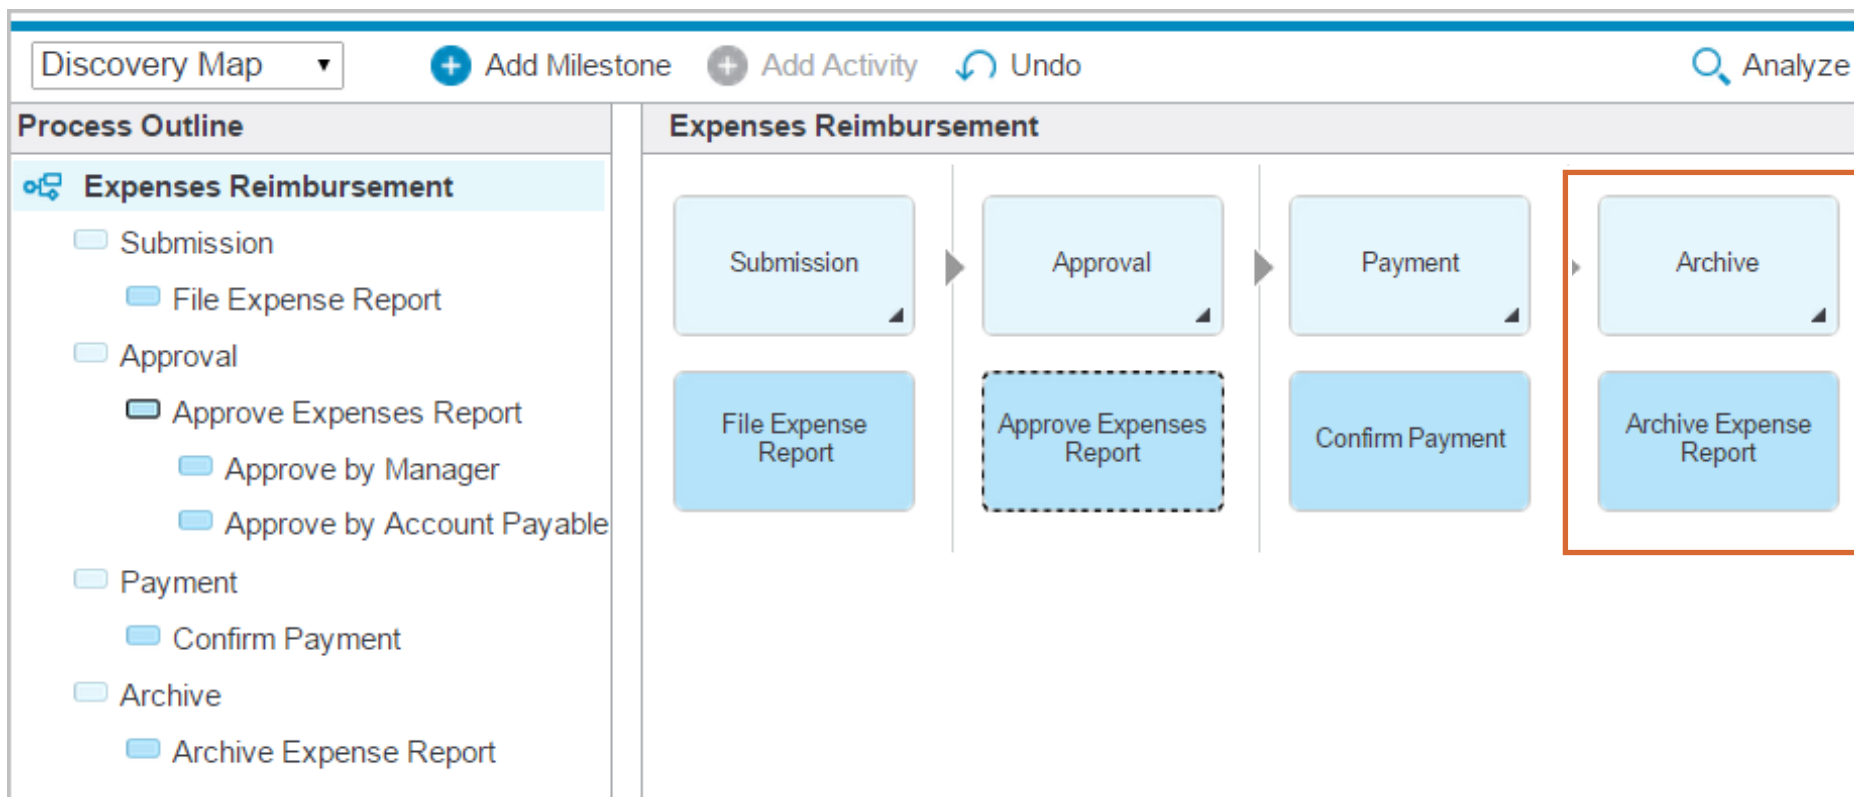 Discovery Map
Add Milestone
Add Activity
Undo
Analyze
Process Outline
Expenses Reimbursement
Submission
File Expense Report
Approval
Approve Expenses Report
Approve by Manager
Approve by Account Payable
Payment
Confirm Payment
Archive
Archive Expense Report
Expenses Reimbursement
Submission
Approval
Payment
Archive
File Expense
Report
Approve Expenses
Report
Confirm Payment
Archive Expense
Report